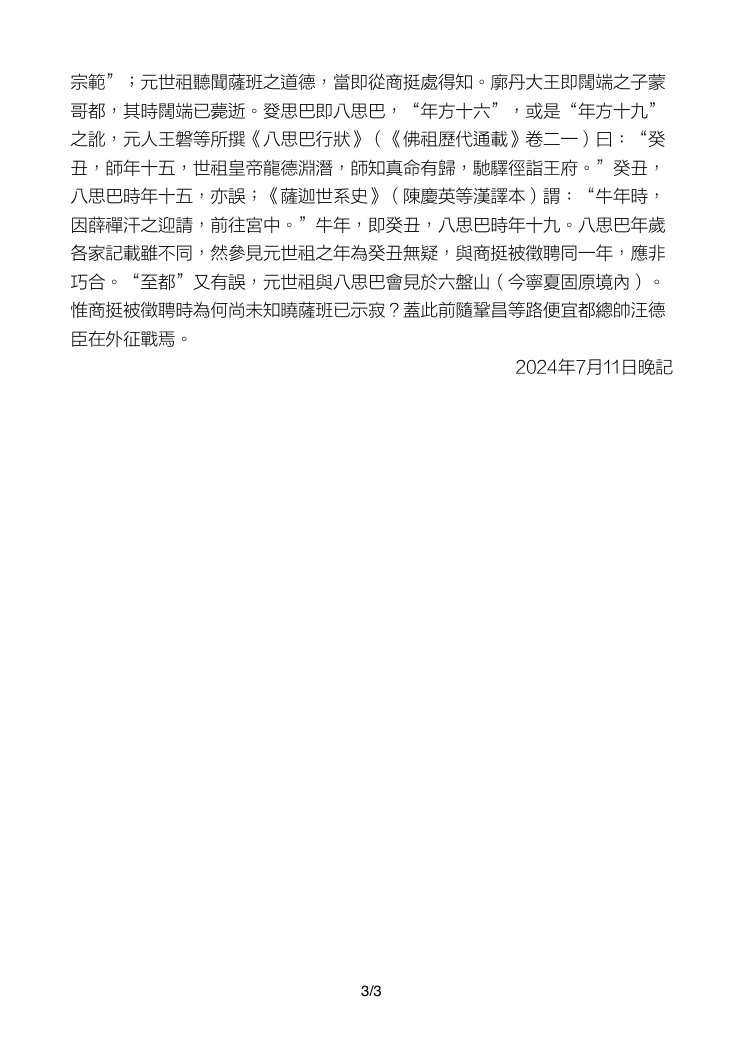 宗範”；元世祖聽聞薩班之道德，當即從商挺處得知。廓丹大王即闊端之子蒙
哥都，其時闊端已薨逝。癹思巴即八思巴，“年方十六”，或是“年方十九”
之訛，元人王磐等所撰《八思巴行狀》（《佛祖歷代通載》卷二一）曰：“癸
丑，師年十五，世祖皇帝龍德淵潛，師知真命有歸，馳驛徑詣王府。”癸丑，
八思巴時年十五，亦誤；《薩迦世系史》（陳慶英等漢譯本）謂：“牛年時，
因薛禪汗之迎請，前往宮中。”牛年，即癸丑，八思巴時年十九。八思巴年歲
各家記載雖不同，然參見元世祖之年為癸丑無疑，與商挺被徵聘同一年，應非
巧合。“至都”又有誤，元世祖與八思巴會見於六盤山（今寧夏固原境內）。
惟商挺被徵聘時為何尚未知曉薩班已示寂？蓋此前隨鞏昌等路便宜都總帥汪德
臣在外征戰焉。
2024年7月11日晚記
3/3